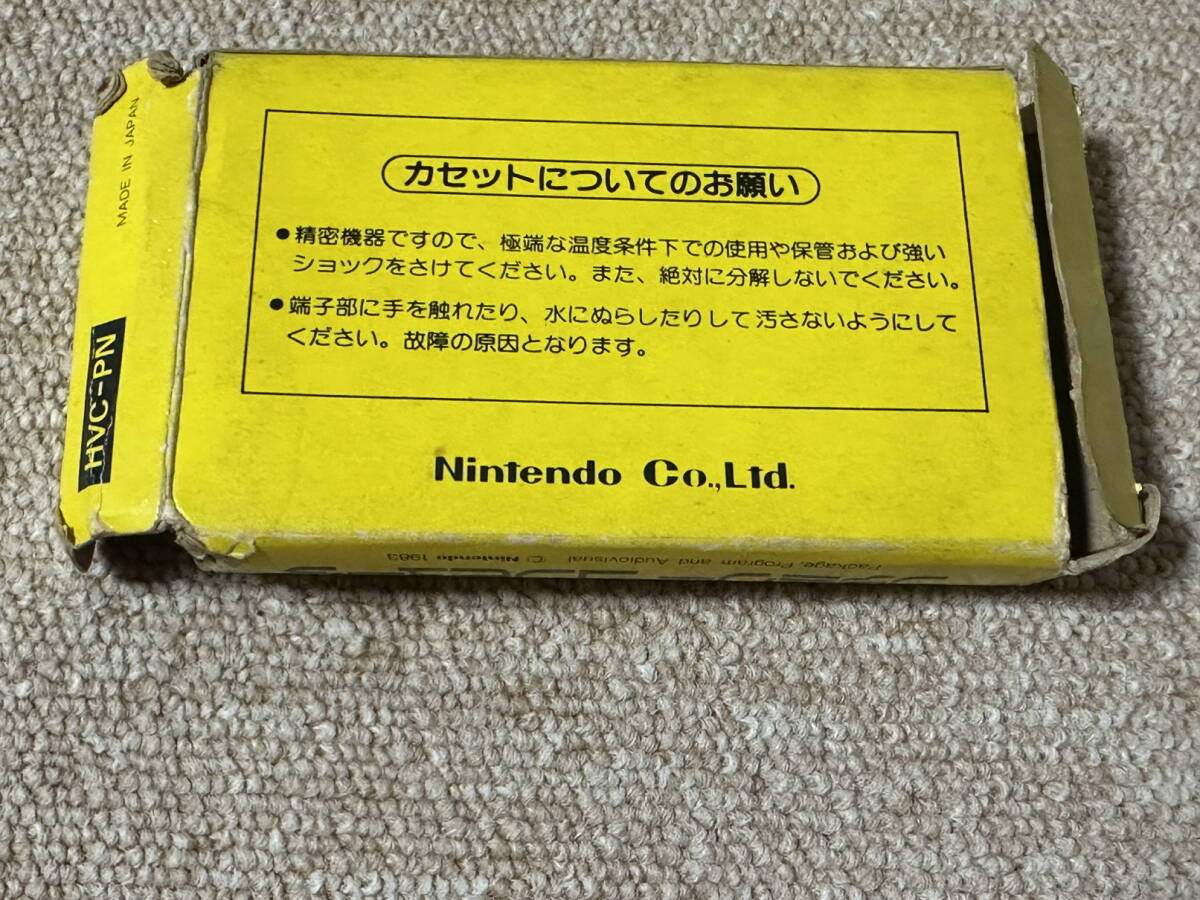 カセットについてのお願い
●精密機器ですので、極端な温度条件下での使用や保管および強い
ショックをさけてください。また、絶対に分解しないでください。
●端子部に手を触れたり、水にぬらしたりして汚さないようにして
ください。故障の原因となります。
Nintendo Co.,Ltd.
MADE IN JAPAN
HVC-PN
Package, Program and Audiovisual © Nintendo 1983